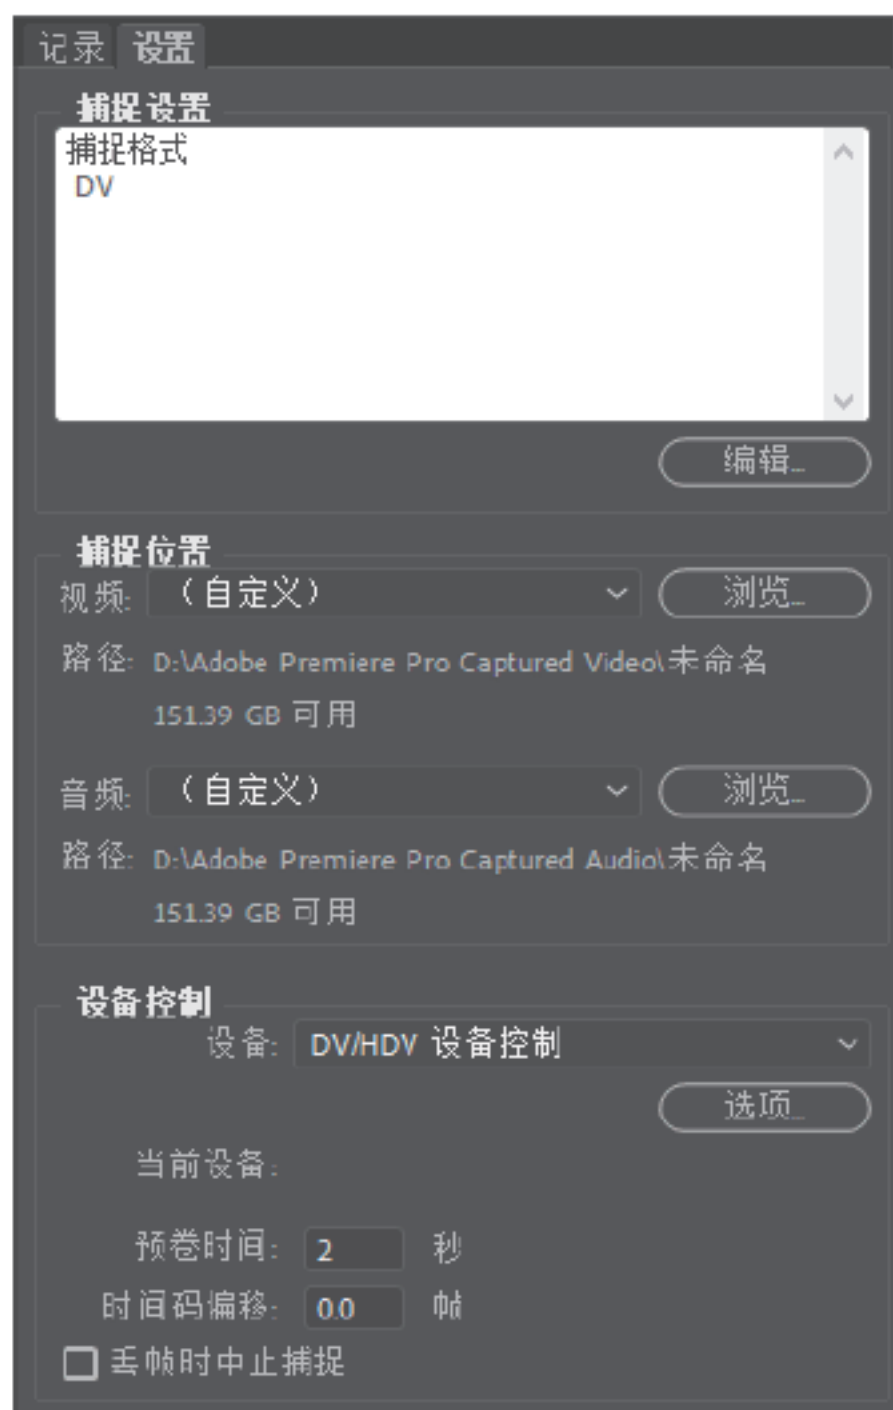 记录 设置
捕捉设置
捕捉格式
DV
编辑...
捕捉位置
视频: （自定义） 浏览...
路径: D:\Adobe Premiere Pro Captured Video\未命名
151.39 GB 可用
音频: （自定义） 浏览...
路径: D:\Adobe Premiere Pro Captured Audio\未命名
151.39 GB 可用
设备控制
设备: DV/HDV 设备控制
选项...
当前设备:
预卷时间: 2 秒
时间码偏移: 0.0 帧
丢帧时中止捕捉